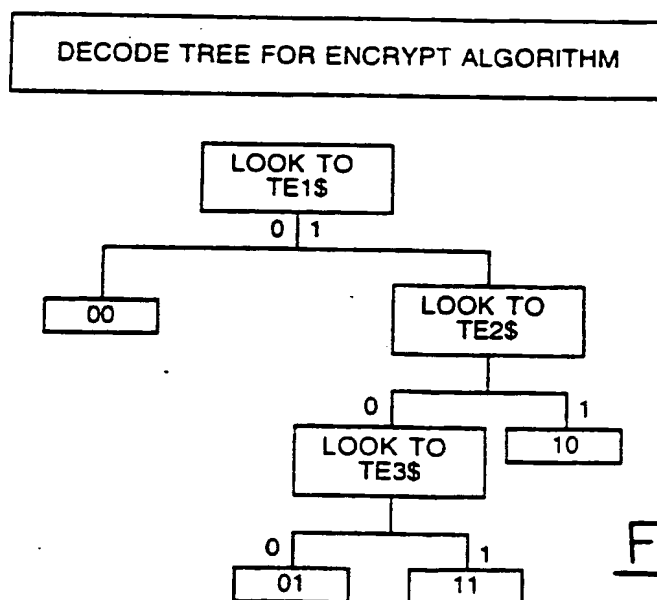 DECODE TREE FOR ENCRYPT ALGORITHM
LOOK TO
TE1$
0 1
00
LOOK TO
TE2$
0 1
LOOK TO
TE3$
10
0 1
01 11
F